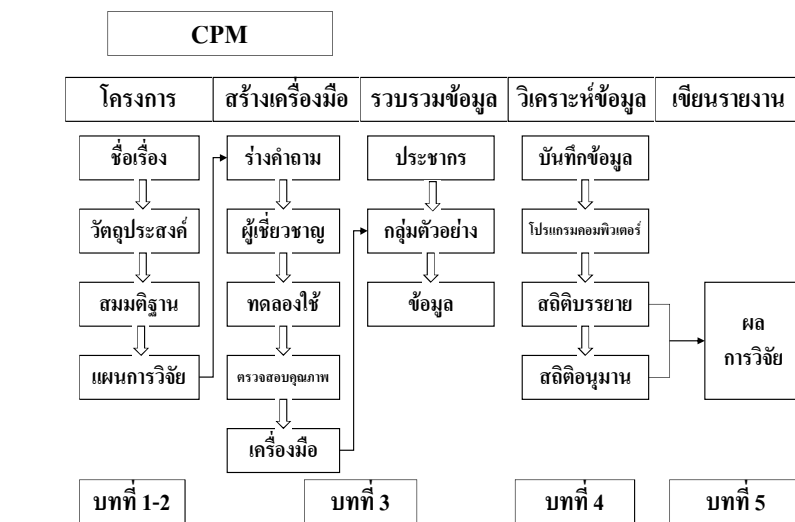 CPM
โครงการ
สร้างเครื่องมือ
รวบรวมข้อมูล
วิเคราะห์ข้อมูล
เขียนรายงาน
ชื่อเรื่อง
วัตถุประสงค์
สมมติฐาน
แผนการวิจัย
ร่างคำถาม
ผู้เชี่ยวชาญ
ทดลองใช้
ตรวจสอบคุณภาพ
เครื่องมือ
ประชากร
กลุ่มตัวอย่าง
ข้อมูล
บันทึกข้อมูล
โปรแกรมคอมพิวเตอร์
สถิติบรรยาย
สถิติอนุมาน
ผล
การวิจัย
บทที่ 1-2
บทที่ 3
บทที่ 4
บทที่ 5